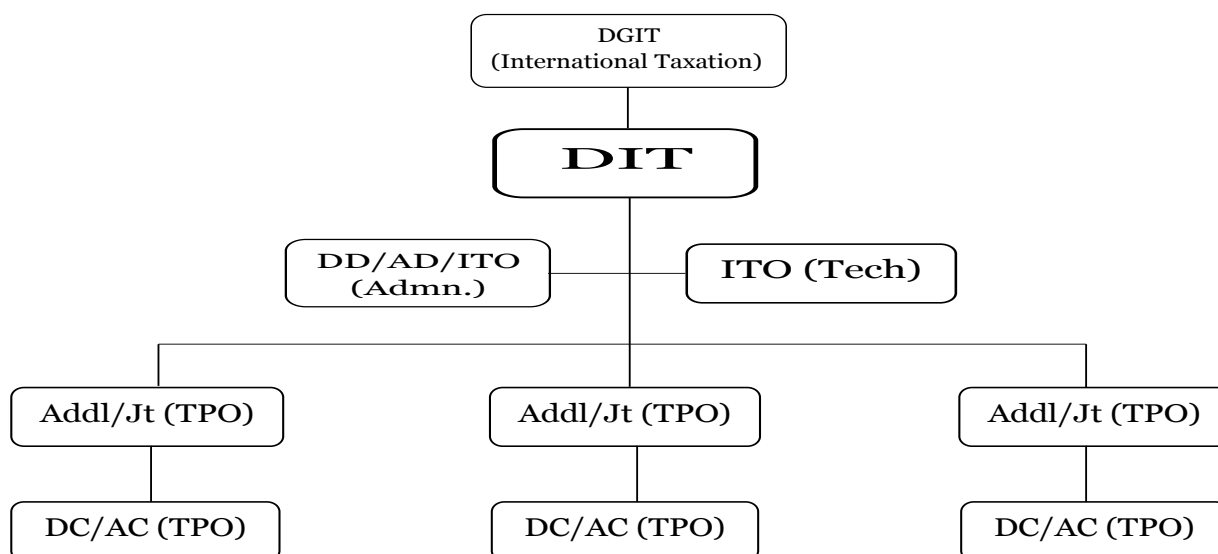 DGIT
(International Taxation)
DIT
DD/AD/ITO
(Admn.)
ITO (Tech)
Addl/Jt (TPO)
Addl/Jt (TPO)
Addl/Jt (TPO)
DC/AC (TPO)
DC/AC (TPO)
DC/AC (TPO)